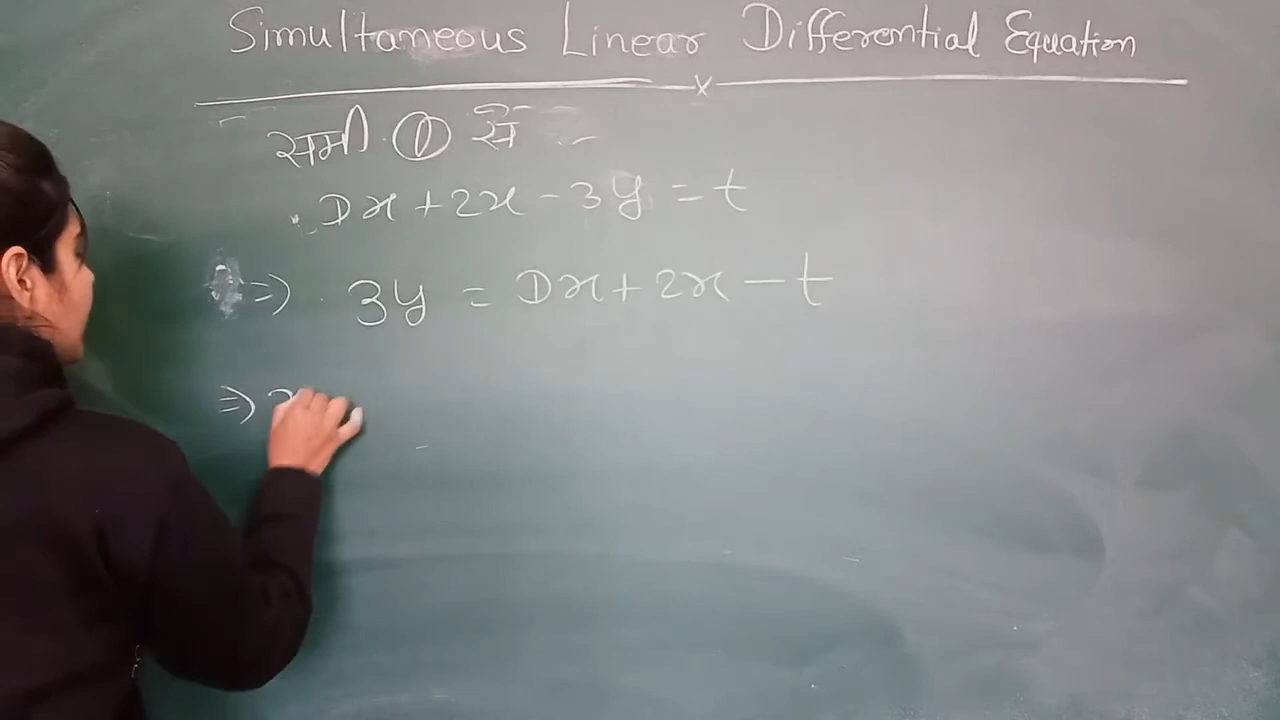 Simultaneous Linear Differential Equation
समी. ① से
Dx + 2x - 3y = t
⇒ 3y = Dx + 2x - t
⇒